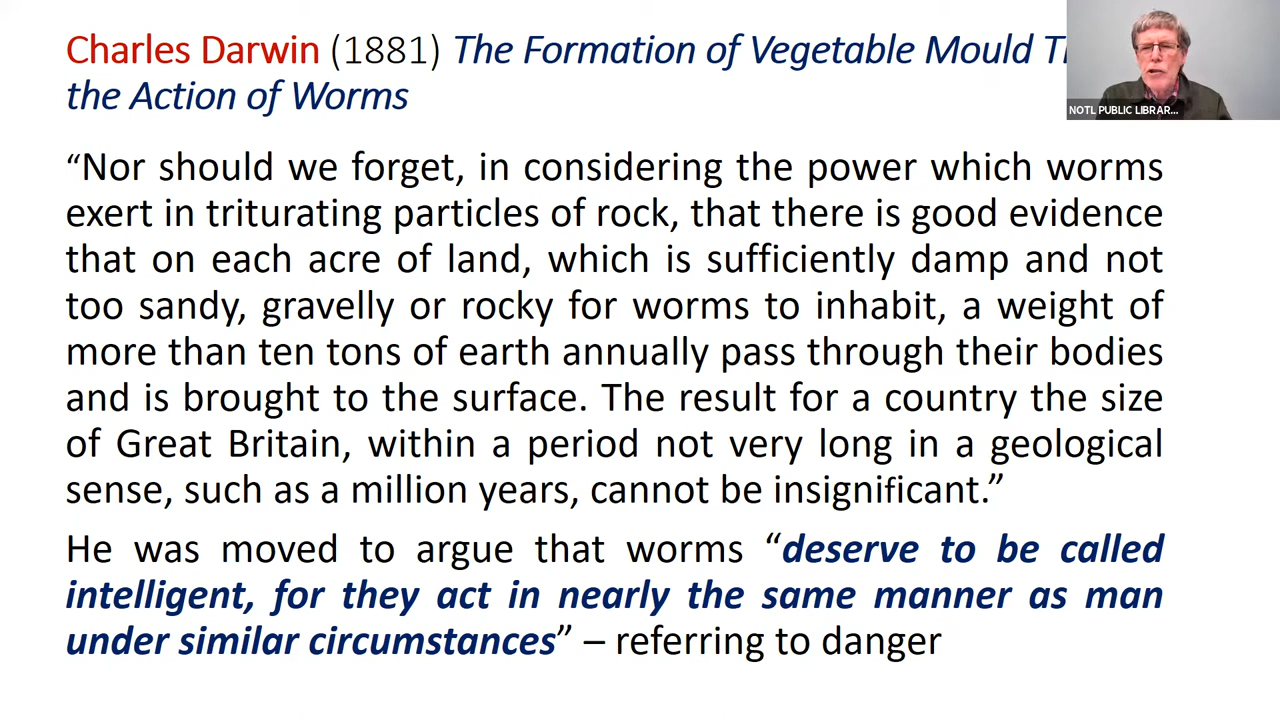 Charles Darwin (1881) The Formation of Vegetable Mould
the Action of Worms
NOTL PUBLIC LIBRAR...
“Nor should we forget, in considering the power which worms
exert in triturating particles of rock, that there is good evidence
that on each acre of land, which is sufficiently damp and not
too sandy, gravelly or rocky for worms to inhabit, a weight of
more than ten tons of earth annually pass through their bodies
and is brought to the surface. The result for a country the size
of Great Britain, within a period not very long in a geological
sense, such as a million years, cannot be insignificant.”
He was moved to argue that worms “deserve to be called
intelligent, for they act in nearly the same manner as man
under similar circumstances” – referring to danger